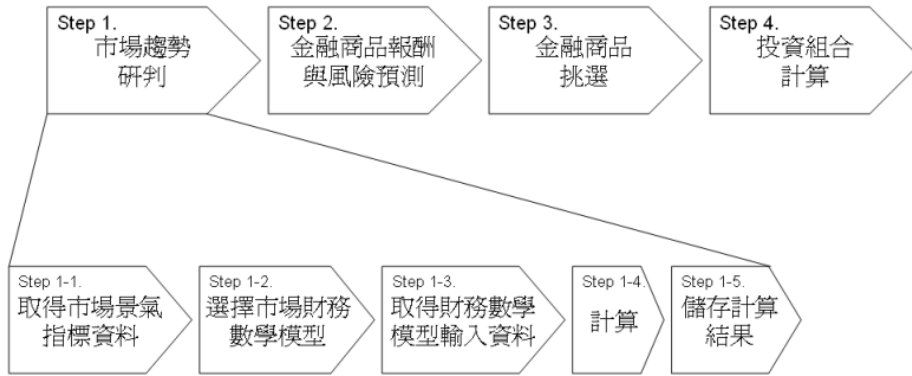 Step 1.
市場趨勢
研判
Step 2.
金融商品報酬
與風險預測
Step 3.
金融商品
挑選
Step 4.
投資組合
計算
Step 1-1.
取得市場景氣
指標資料
Step 1-2.
選擇市場財務
數學模型
Step 1-3.
取得財務數學
模型輸入資料
Step 1-4.
計算
Step 1-5.
儲存計算
結果